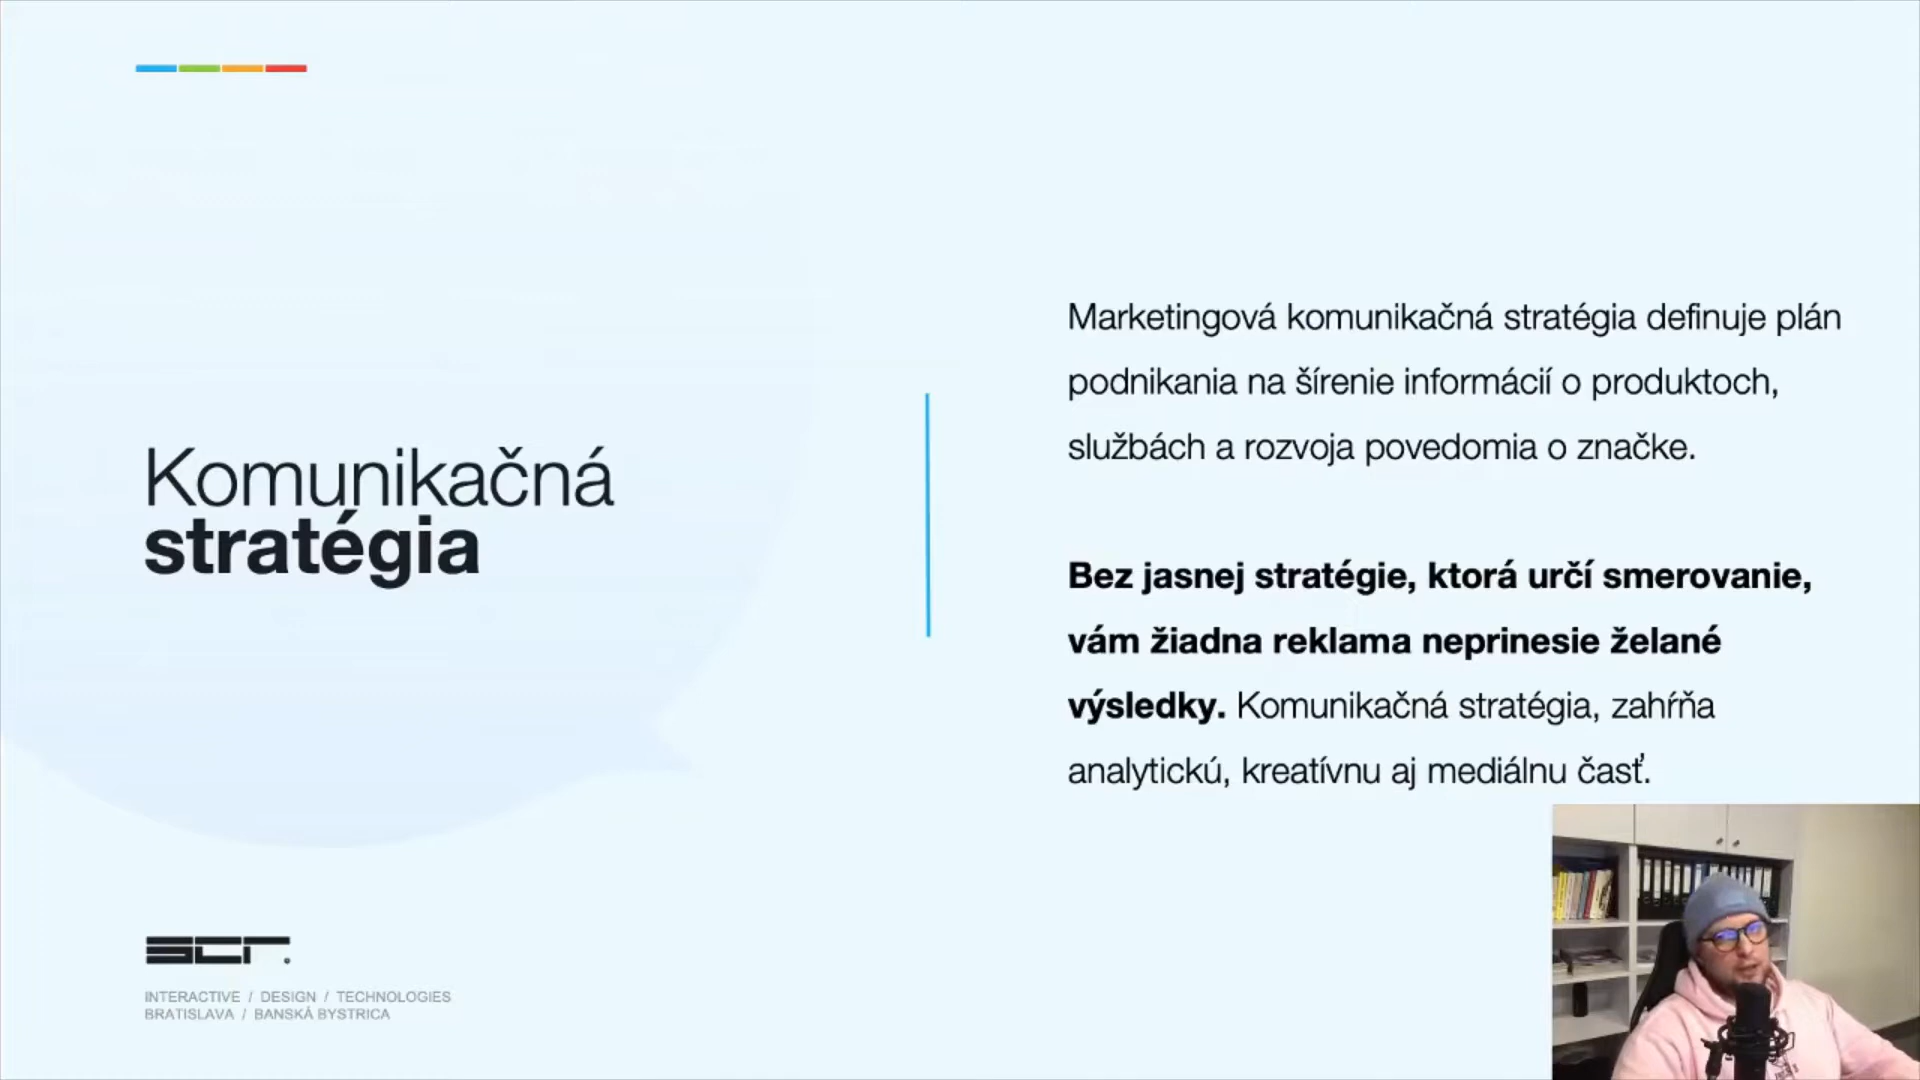 Komunikačná
stratégia
Marketingová komunikačná stratégia definuje plán
podnikania na šírenie informácií o produktoch,
službách a rozvoja povedomia o značke.
Bez jasnej stratégie, ktorá určí smerovanie,
vám žiadna reklama neprinesie želané
výsledky. Komunikačná stratégia, zahŕňa
analytickú, kreatívnu aj mediálnu časť.
scr.
INTERACTIVE / DESIGN / TECHNOLOGIES
BRATISLAVA / BANSKÁ BYSTRICA